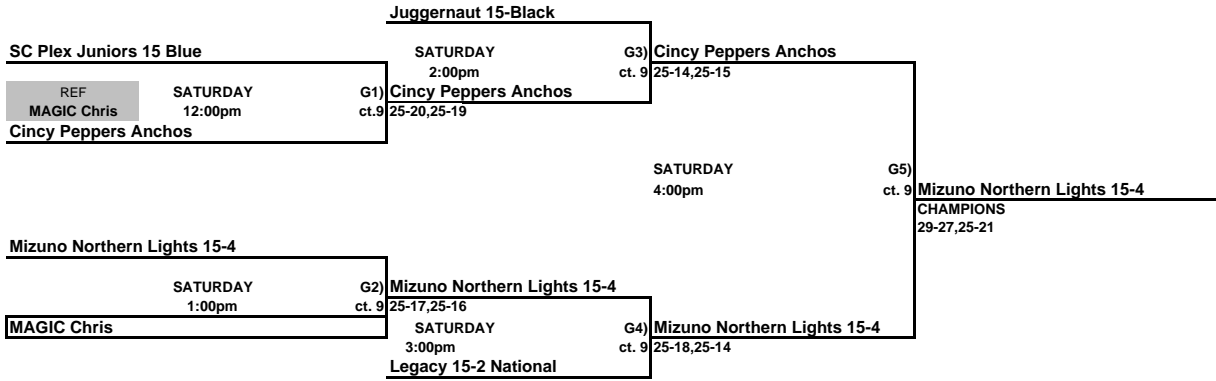 Juggernaut 15-Black
SC Plex Juniors 15 Blue SATURDAY G3) Cincy Peppers Anchos
2:00pm ct. 9 25-14,25-15
REF SATURDAY G1) Cincy Peppers Anchos
MAGIC Chris 12:00pm ct.9 25-20,25-19
Cincy Peppers Anchos
SATURDAY G5)
4:00pm ct. 9 Mizuno Northern Lights 15-4
CHAMPIONS
29-27,25-21
Mizuno Northern Lights 15-4
SATURDAY G2) Mizuno Northern Lights 15-4
1:00pm ct. 9 25-17,25-16
MAGIC Chris SATURDAY G4) Mizuno Northern Lights 15-4
3:00pm ct. 9 25-18,25-14
Legacy 15-2 National